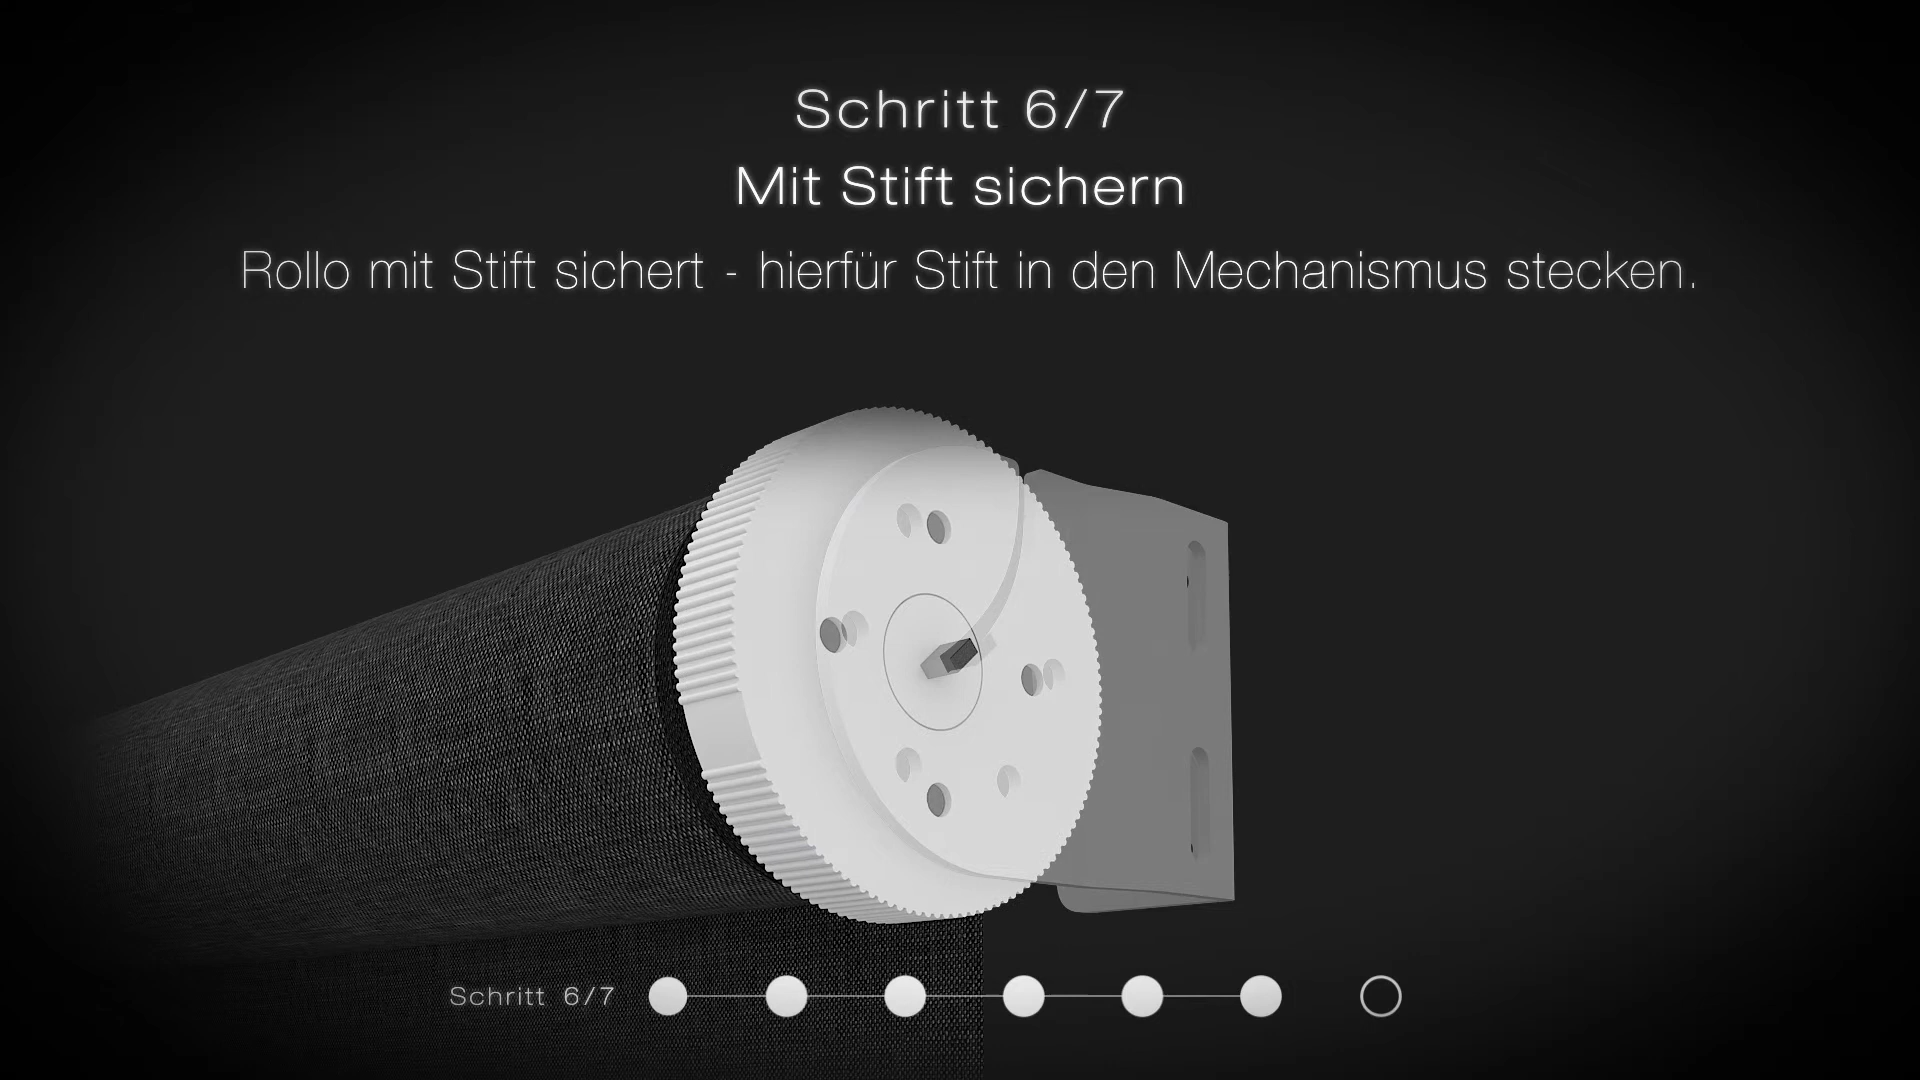 Schritt 6/7
Mit Stift sichern
Rollo mit Stift sichert - hierfür Stift in den Mechanismus stecken.
Schritt 6/7